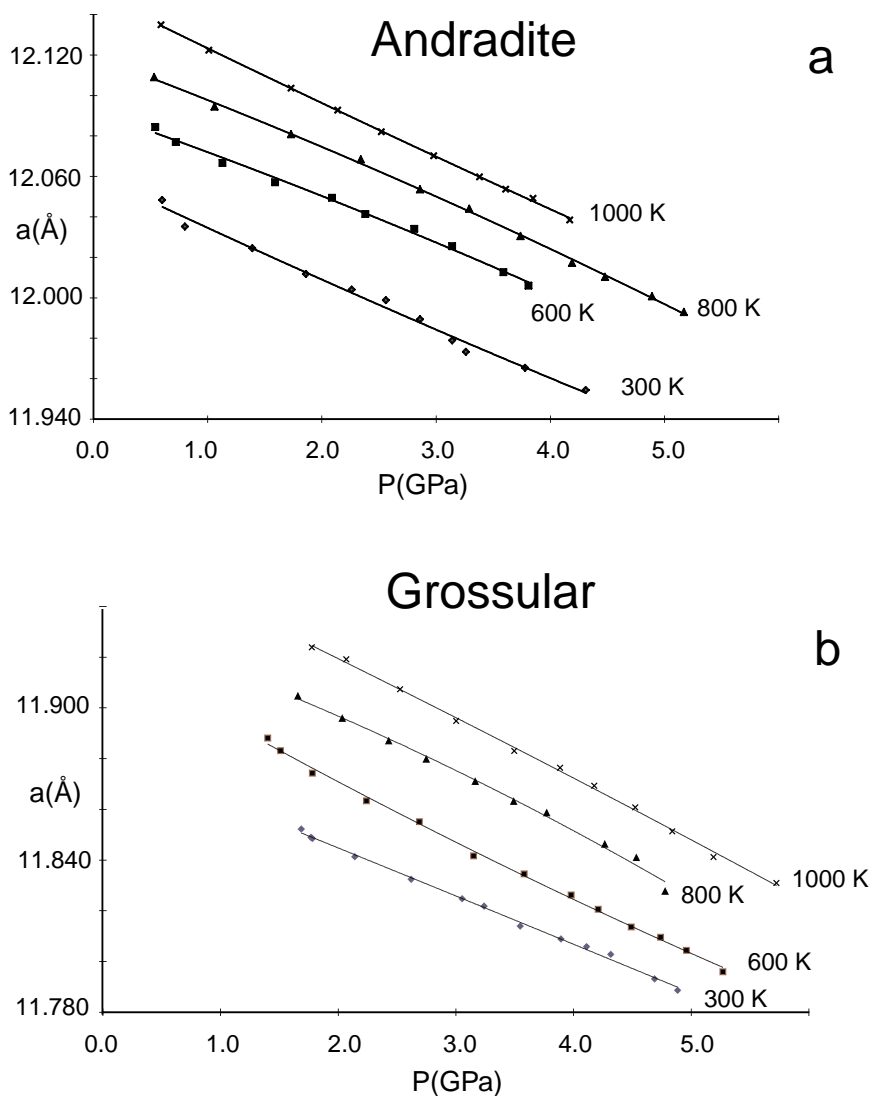 Andradite
a
12.120
12.060
a(Å)
12.000
11.940
1000 K
800 K
600 K
300 K
0.0 1.0 2.0 3.0 4.0 5.0
P(GPa)
Grossular
b
11.900
a(Å)
11.840
11.780
1000 K
800 K
600 K
300 K
0.0 1.0 2.0 3.0 4.0 5.0
P(GPa)